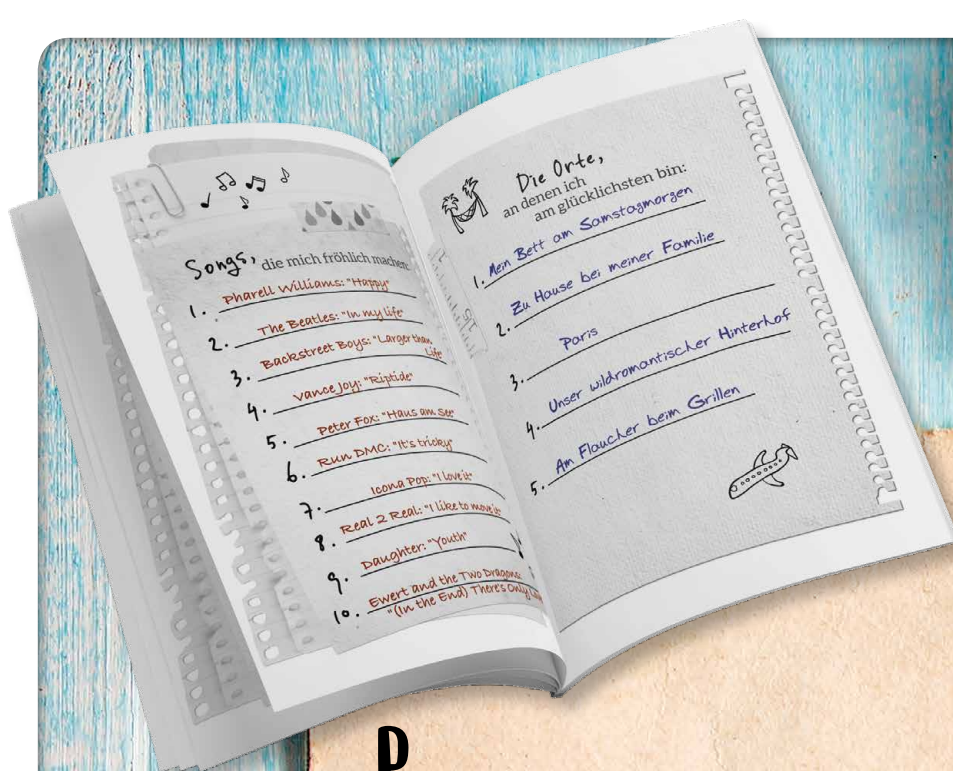 Songs, die mich fröhlich machen:
1. Pharell Williams: "Happy"
2. The Beatles: "In my life"
3. Backstreet Boys: "Larger than
Life"
4. Vance Joy: "Riptide"
5. Peter Fox: "Haus am See"
6. Run DMC: "It's tricky"
7. Icona Pop: "I love it"
8. Real 2 Real: "I like to move it"
9. Daughter: "Youth"
10. Ewert and the Two Dragons:
"(In the End) There's Only
Die Orte,
an denen ich
am glücklichsten bin:
1. Mein Bett am Samstagmorgen
2. Zu Hause bei meiner Familie
3. Paris
4. Unser wildromantischer Hinterhof
5. Am Flaucher beim Grillen
15
D